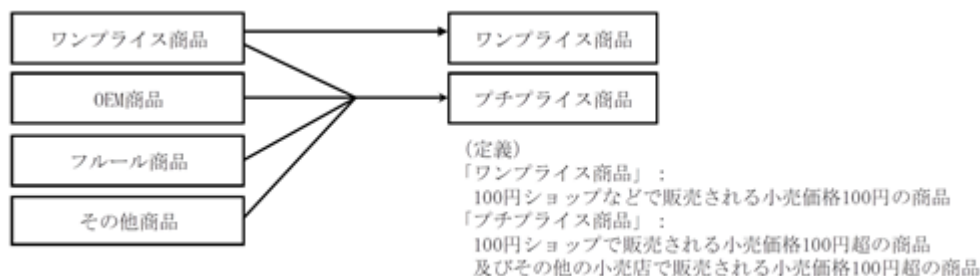 ワンプライス商品
OEM商品
フルール商品
その他商品
ワンプライス商品
プチプライス商品
(定義)
「ワンプライス商品」:
100円ショップなどで販売される小売価格100円の商品
「プチプライス商品」:
100円ショップで販売される小売価格100円超の商品
及びその他の小売店で販売される小売価格100円超の商品